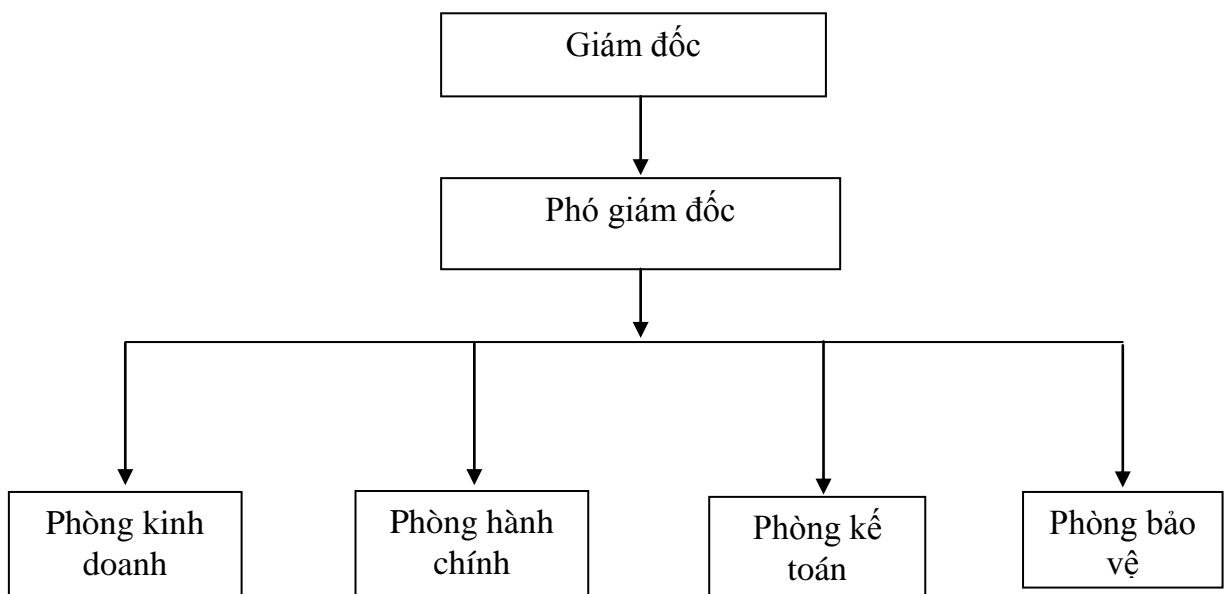 Giám đốc
Phó giám đốc
Phòng kinh
doanh
Phòng hành
chính
Phòng kế
toán
Phòng bảo
vệ